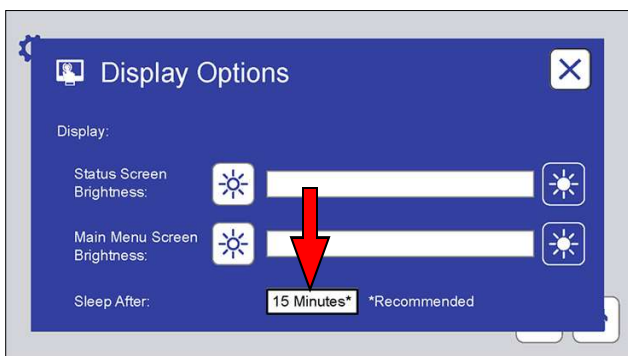 Display Options
Display:
Status Screen
Brightness:
Main Menu Screen
Brightness:
Sleep After:
15 Minutes*
*Recommended